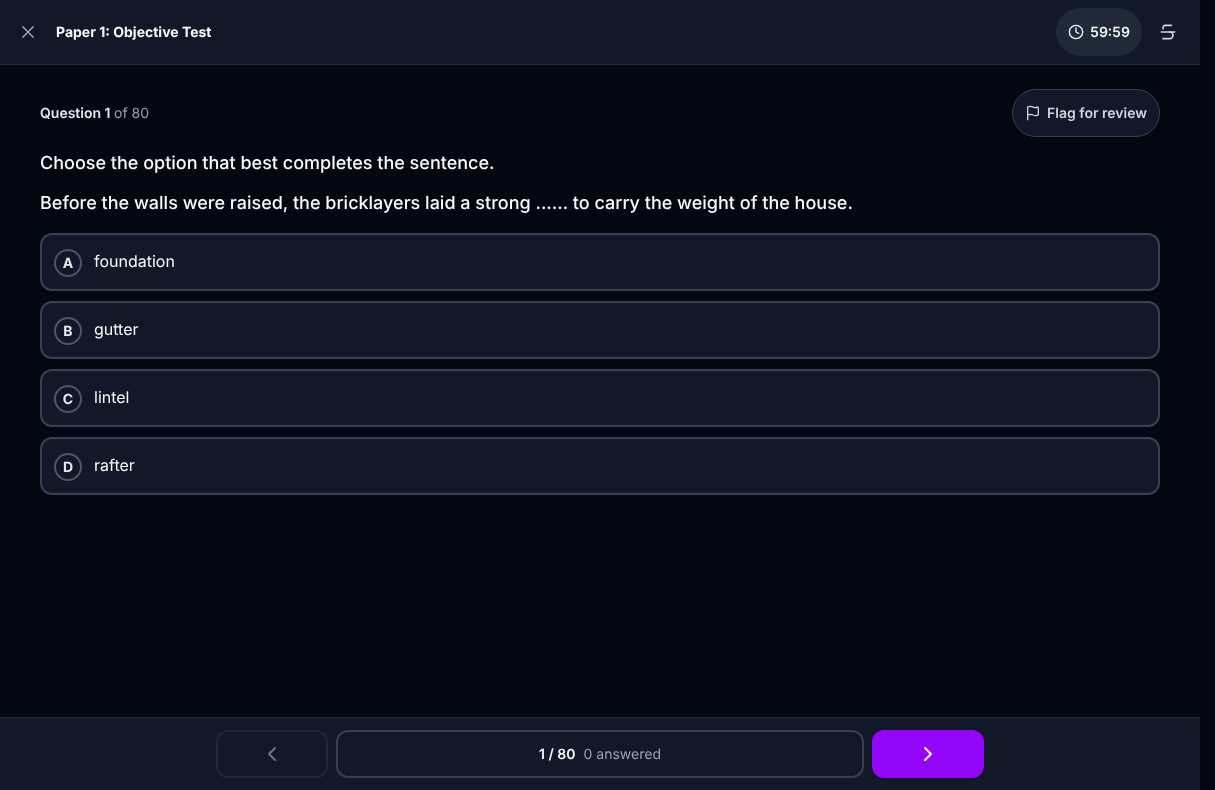 Paper 1: Objective Test
59:59
Question 1 of 80
Flag for review
Choose the option that best completes the sentence.
Before the walls were raised, the bricklayers laid a strong ...... to carry the weight of the house.
A foundation
B gutter
C lintel
D rafter
1 / 80 0 answered